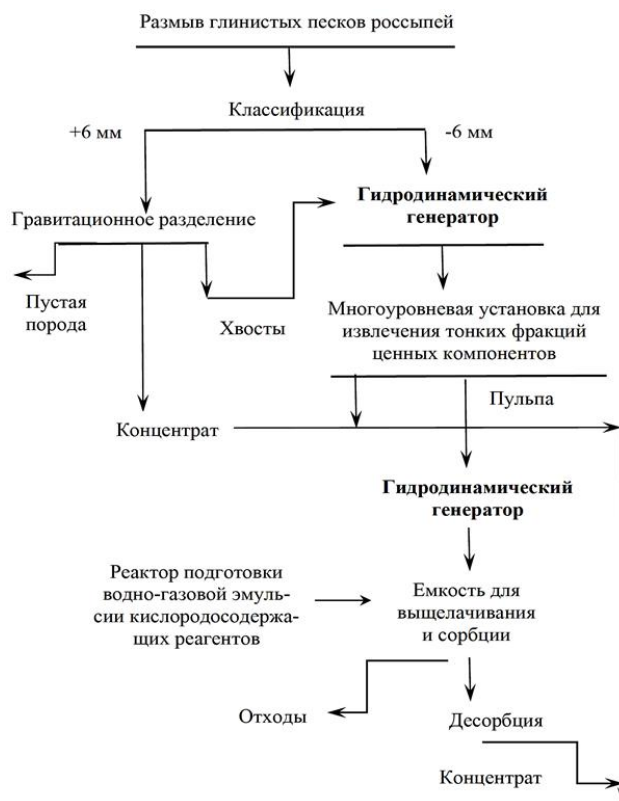 Размыв глинистых песков россыпей
Классификация
+6 мм
-6 мм
Гидродинамический
генератор
Гравитационное разделение
Пустая
порода
Хвосты
Многоуровневая установка для
извлечения тонких фракций
ценных компонентов
Пульпа
Концентрат
Гидродинамический
генератор
Реактор подготовки
водно-газовой эмуль-
сии кислородосодержа-
щих реагентов
Емкость для
выщелачивания
и сорбции
Отходы
Десорбция
Концентрат